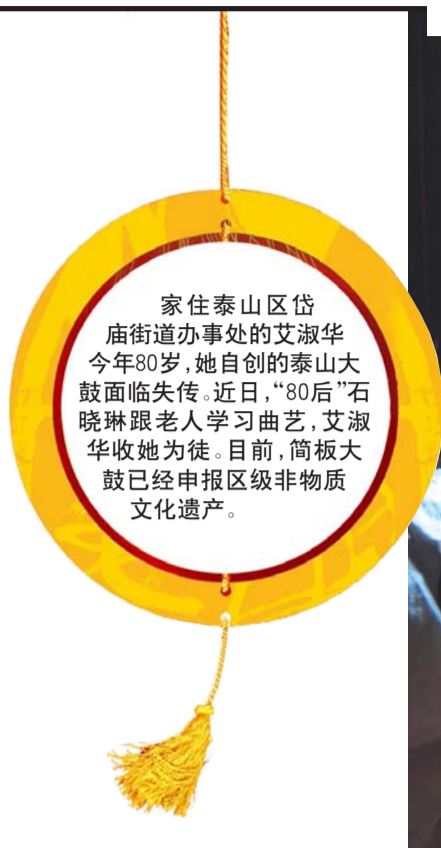 家住泰山区岱
庙街道办事处的艾淑华
今年80岁,她自创的泰山大
鼓面临失传。近日,“80后”石
晓琳跟老人学习曲艺,艾淑
华收她为徒。目前,简板大
鼓已经申报区级非物质
文化遗产。